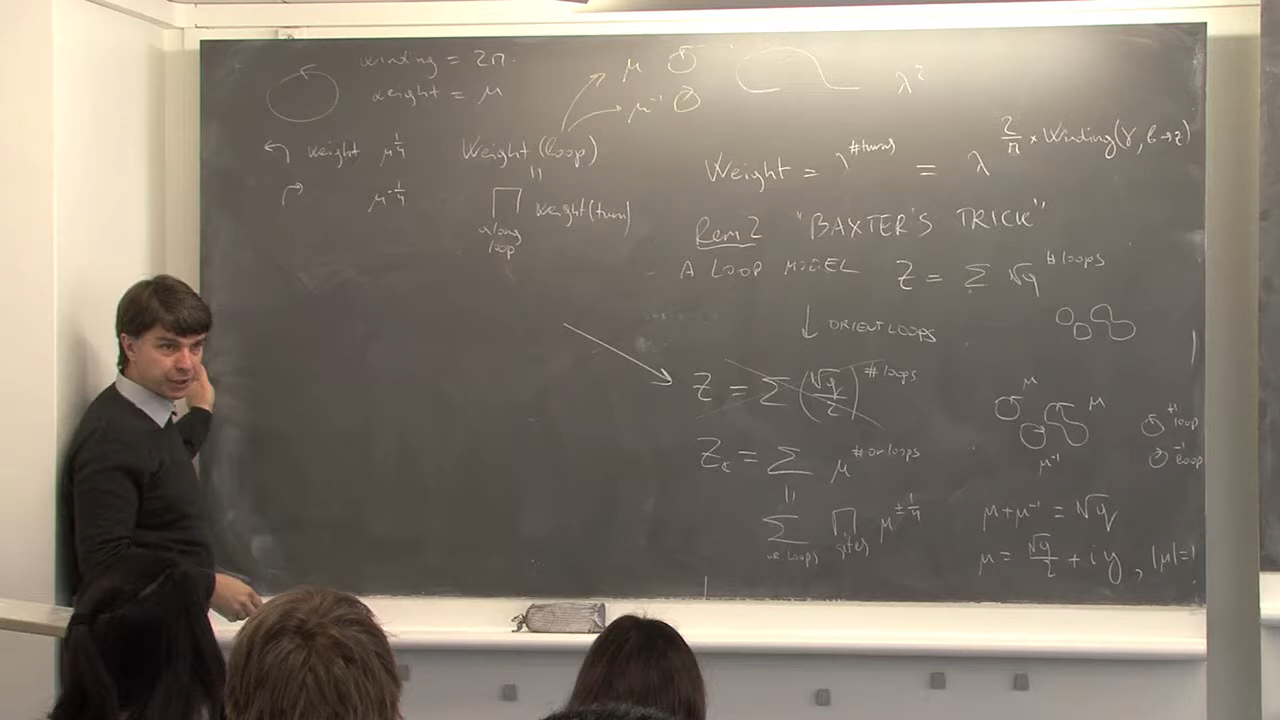 winding = 2π.
weight = μ
weight μ^{1/4}
μ^{-1/4}
μ
μ^{-1}
Weight (loop)
||
∏ weight(turn)
along
loop
λ²
Weight = λ^{#turns} = λ^{2/π × Winding(γ, b→z)}
Rem 2 "BAXTER'S TRICK"
A LOOP MODEL Z = Σ √q^{# loops}
↓ ORIENT LOOPS
Z = Σ (√q/2)^{# loops}
μ
μ
μ^{-1}
+1 loop
-1 loop
= Σ μ^{# or loops}
||
Σ ∏ μ^{±1/4}
loops sites
μ + μ^{-1} = √q
μ = √q/2 + i y, |μ|=1